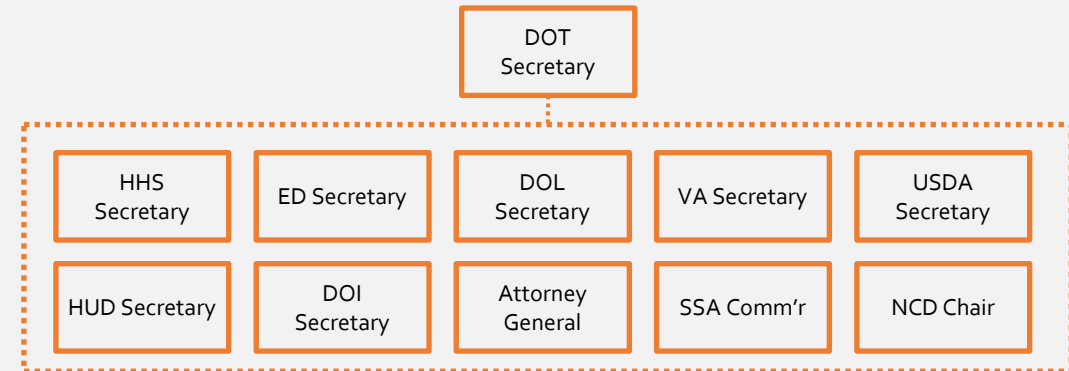 DOT
Secretary
HHS
Secretary
ED Secretary
DOL
Secretary
VA Secretary
USDA
Secretary
HUD Secretary
DOI
Secretary
Attorney
General
SSA Comm’r
NCD Chair